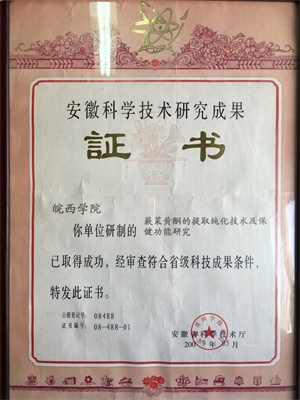 安徽科学技术研究成果
証书
皖西学院
你单位研制的 蕨菜黄酮的提取纯化技术及保
健功能研究
已取得成功，经审查符合省级科技成果条件，
特发此证书。
公报登记号：08488
证书编号：08-488-01
安徽省科学技术厅